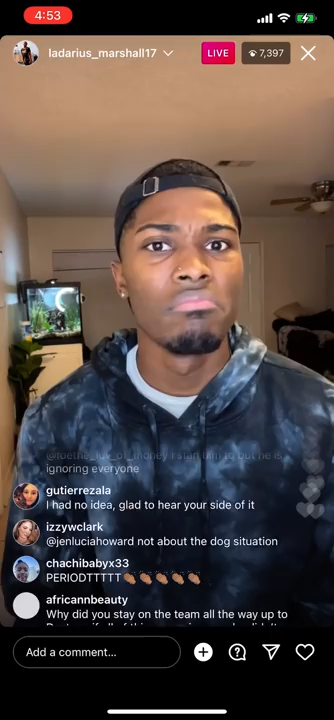 4:53
ladarius_marshall17
LIVE
7,397
ignoring everyone
gutierrezala
I had no idea, glad to hear your side of it
izzywclark
@jenluciahoward not about the dog situation
chachibabyx33
PERIODTTTTT👏🏾👏🏾👏🏾👏🏾👏🏾
africannbeauty
Why did you stay on the team all the way up to
Add a comment...